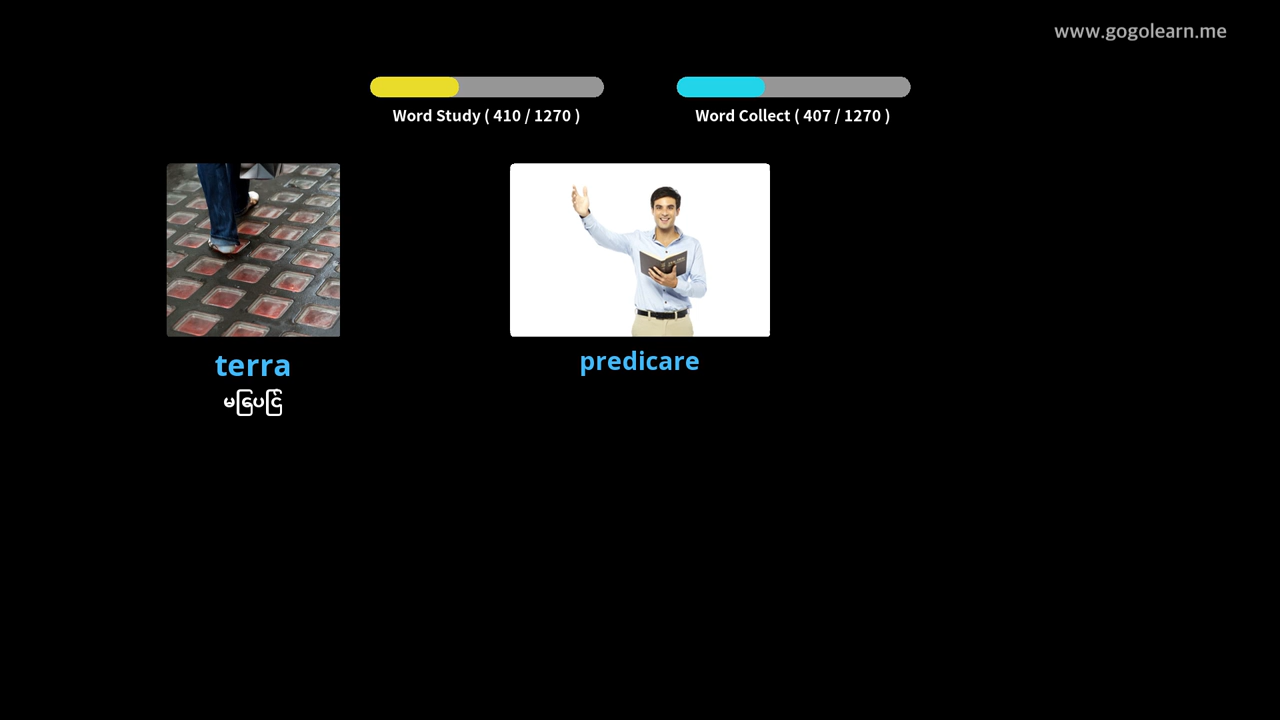 www.gogolearn.me
Word Study ( 410 / 1270 )
Word Collect ( 407 / 1270 )
terra
predicare
မြေပြင်